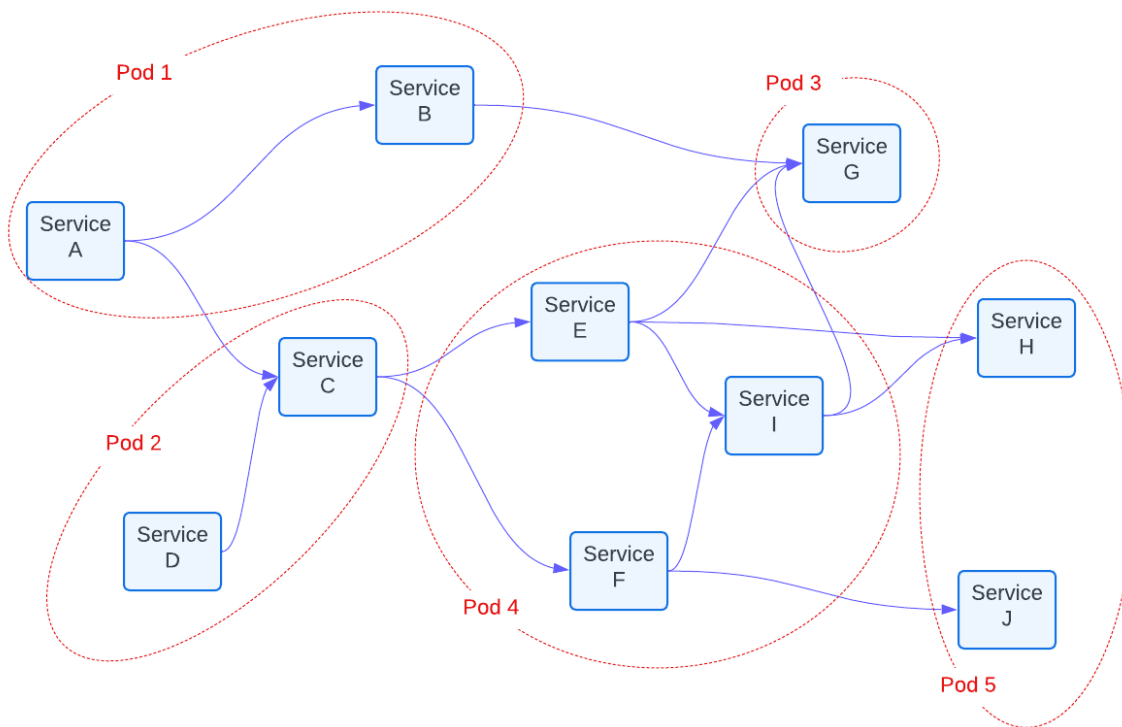 Pod 1
Service
B
Pod 3
Service
G
Service
A
Service
E
Service
H
Service
C
Service
I
Pod 2
Service
D
Service
F
Pod 4
Service
J
Pod 5